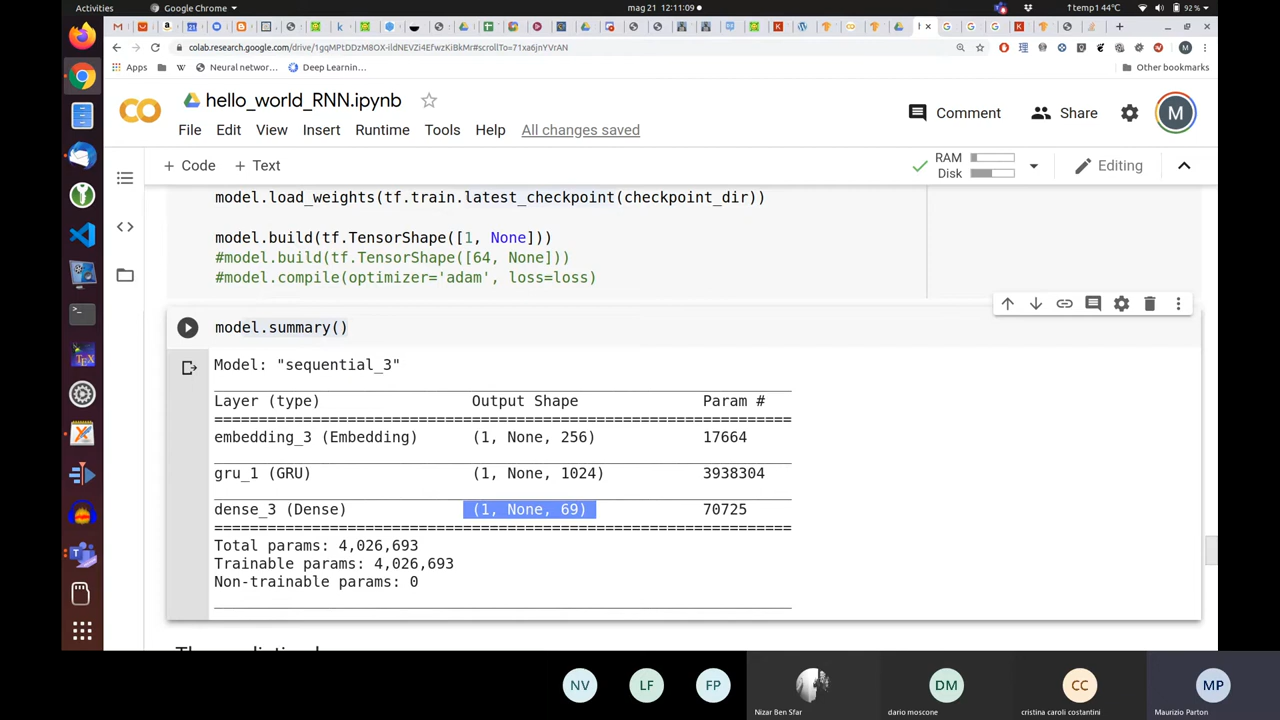 Activities
Google Chrome
mag 21 12:11:09
1 temp1 44°C
92 %
colab.research.google.com/drive/1gqMPtDDzM8OX-ildNEVZi4EfwzKiBkMr#scrollTo=71xa6jnYVrAN
Apps
Neural networ...
Deep Learnin...
Other bookmarks
hello_world_RNN.ipynb
Comment
Share
M
File Edit View Insert Runtime Tools Help All changes saved
+ Code + Text
RAM
Disk
Editing
model.load_weights(tf.train.latest_checkpoint(checkpoint_dir))
model.build(tf.TensorShape([1, None]))
#model.build(tf.TensorShape([64, None]))
#model.compile(optimizer='adam', loss=loss)
model.summary()
Model: "sequential_3"
Layer (type) Output Shape Param #
embedding_3 (Embedding) (1, None, 256) 17664
gru_1 (GRU) (1, None, 1024) 3938304
dense_3 (Dense) (1, None, 69) 70725
Total params: 4,026,693
Trainable params: 4,026,693
Non-trainable params: 0
NV
LF
FP
DM
CC
MP
Nizar Ben Sfar
dario moscone
cristina caroli costantini
Maurizio Parton